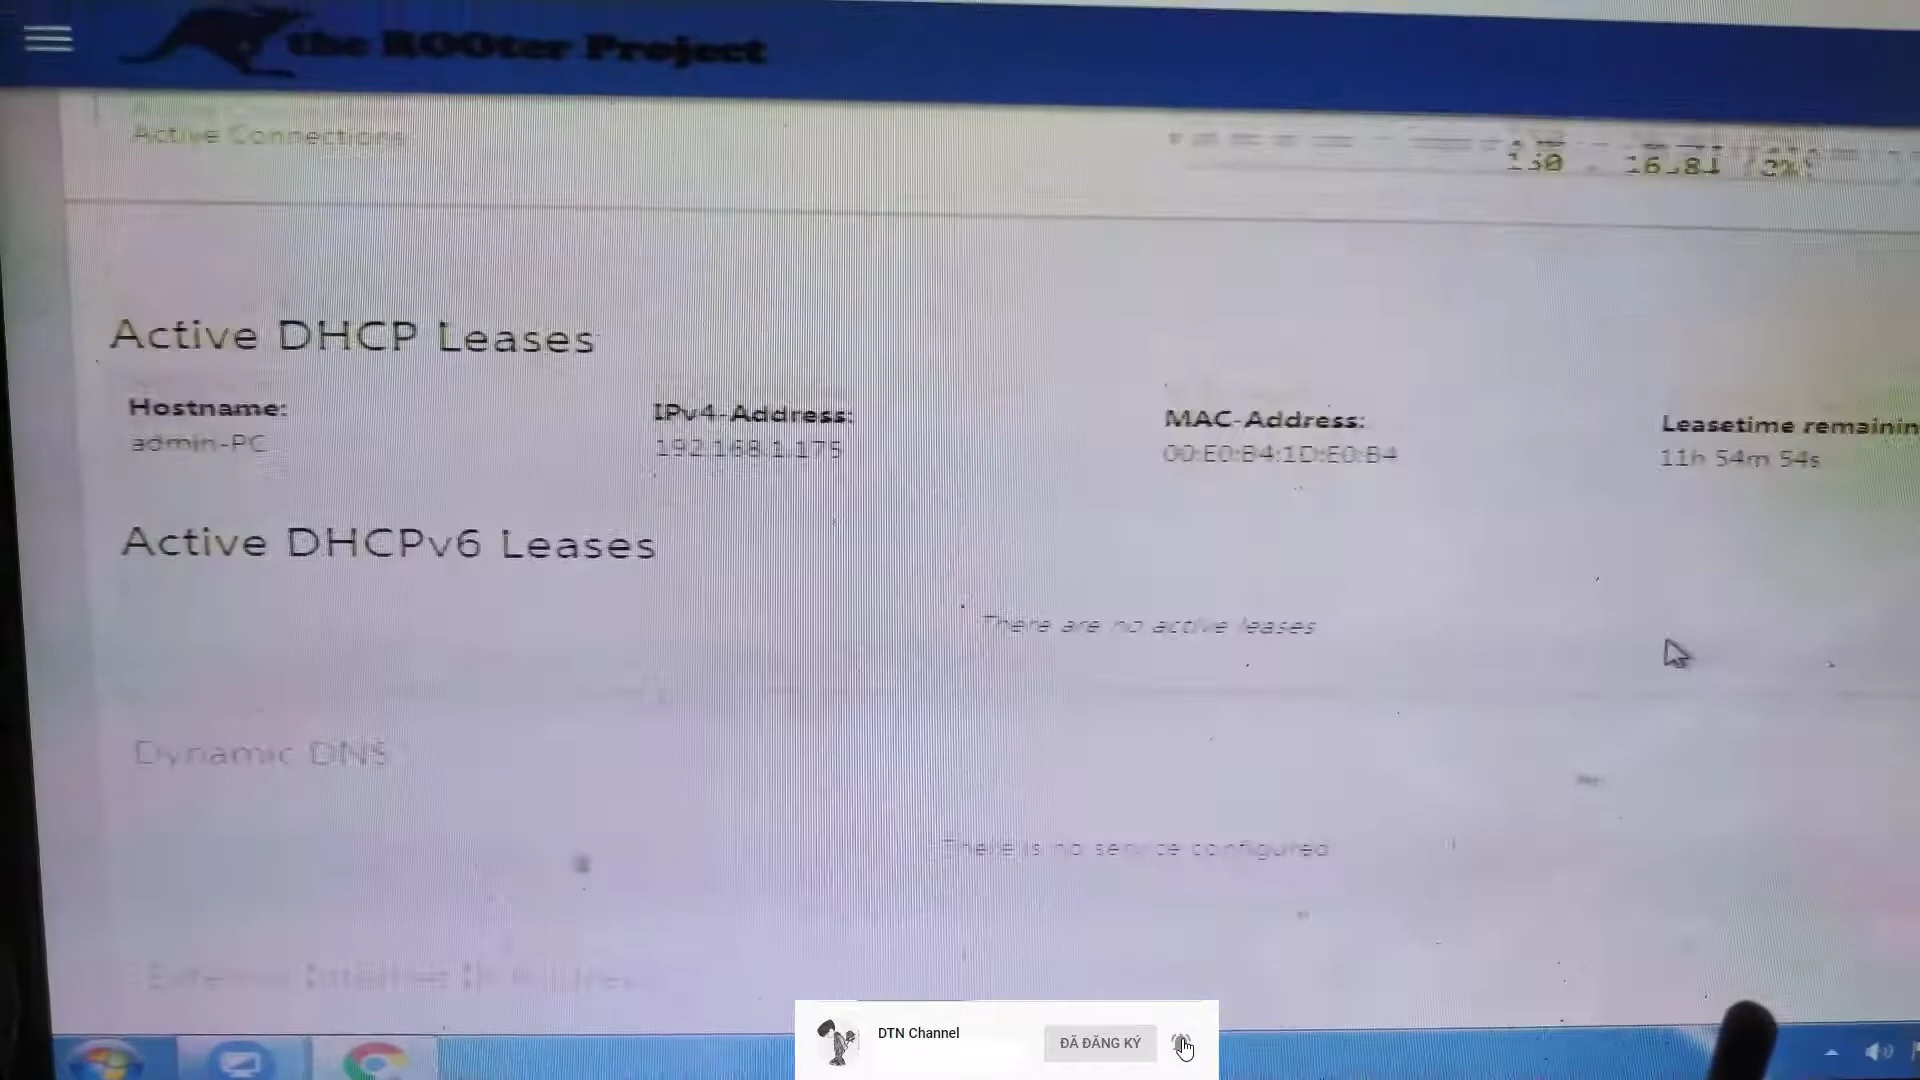 the ROOter Project
Active Connections
Active DHCP Leases
Hostname: IPv4-Address: MAC-Address: Leasetime remainin
admin-PC 192.168.1.175 00:E0:B4:1D:E0:B4 11h 54m 54s
Active DHCPv6 Leases
There are no active leases
Dynamic DNS
There is no service configured
DTN Channel
ĐÃ ĐĂNG KÝ